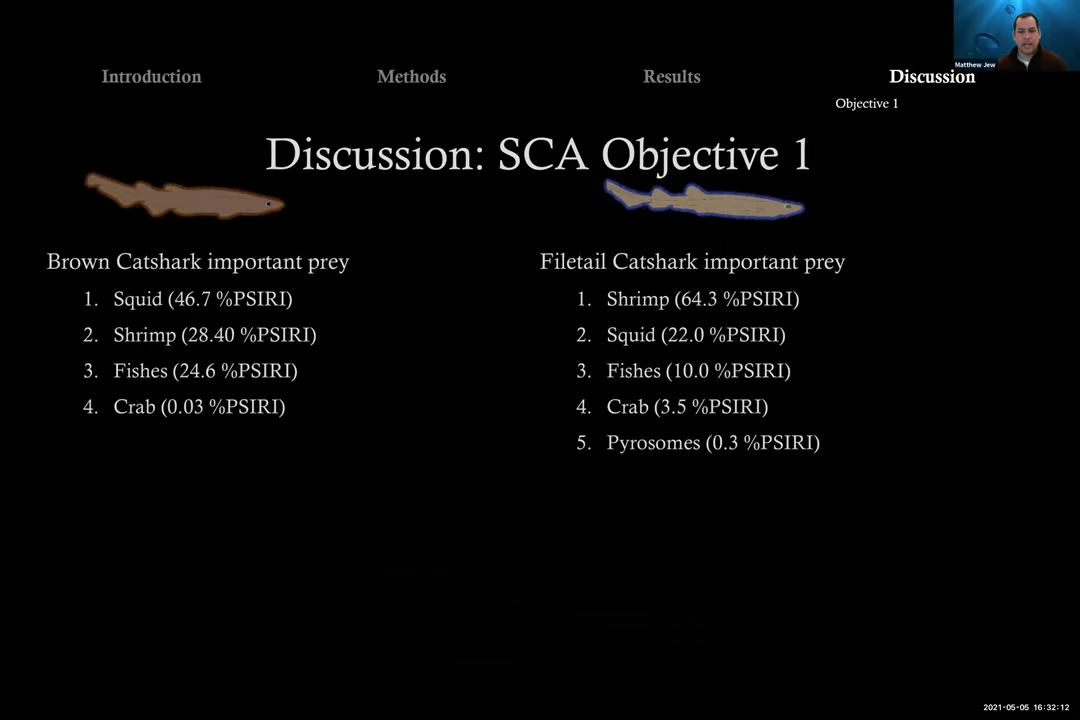 Matthew Jew
Introduction
Methods
Results
Discussion
Objective 1
Discussion: SCA Objective 1
Brown Catshark important prey
1. Squid (46.7 %PSIRI)
2. Shrimp (28.40 %PSIRI)
3. Fishes (24.6 %PSIRI)
4. Crab (0.03 %PSIRI)
Filetail Catshark important prey
1. Shrimp (64.3 %PSIRI)
2. Squid (22.0 %PSIRI)
3. Fishes (10.0 %PSIRI)
4. Crab (3.5 %PSIRI)
5. Pyrosomes (0.3 %PSIRI)
2021-05-05 16:32:12